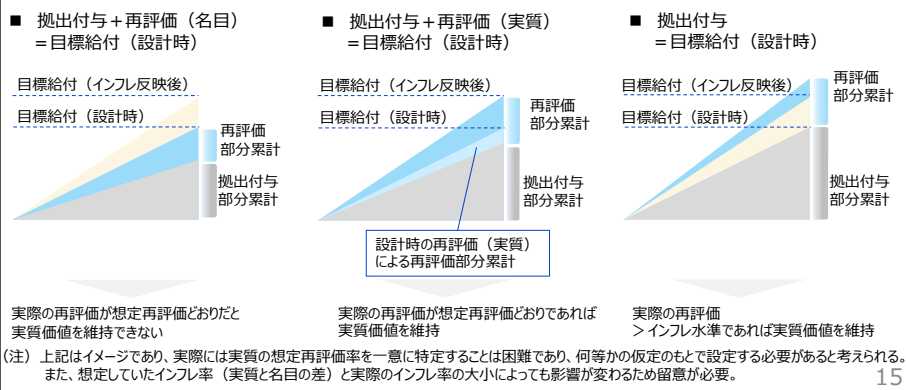 ■ 拠出付与+再評価(名目)
=目標給付(設計時)
目標給付(インフレ反映後)
目標給付(設計時)
再評価
部分累計
拠出付与
部分累計
実際の再評価が想定再評価どおりだと
実質価値を維持できない
■ 拠出付与+再評価(実質)
=目標給付(設計時)
目標給付(インフレ反映後)
目標給付(設計時)
再評価
部分累計
拠出付与
部分累計
設計時の再評価(実質)
による再評価部分累計
実際の再評価が想定再評価どおりであれば
実質価値を維持
■ 拠出付与
=目標給付(設計時)
目標給付(インフレ反映後)
目標給付(設計時)
再評価
部分累計
拠出付与
部分累計
実際の再評価
>インフレ水準であれば実質価値を維持
(注) 上記はイメージであり、実際には実質の想定再評価率を一意に特定することは困難であり、何等かの仮定のもとで設定する必要があると考えられる。
また、想定していたインフレ率(実質と名目の差)と実際のインフレ率の大小によっても影響が変わるため留意が必要。
15